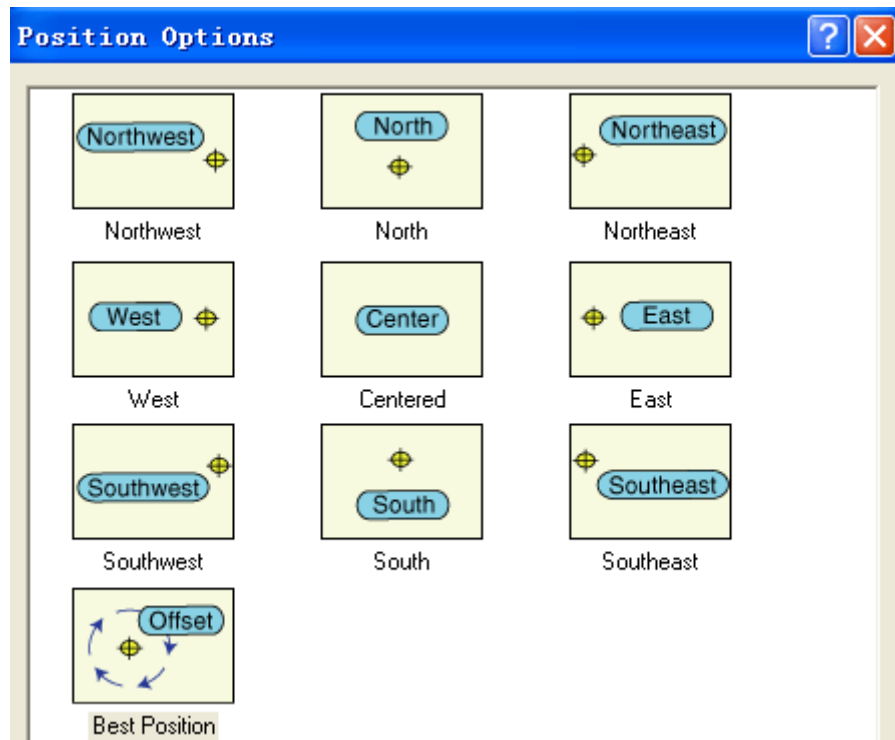 Position Options
?
Northwest North Northeast
Northwest North Northeast
West Center East
West Centered East
Southwest South Southeast
Southwest South Southeast
Offset
Best Position